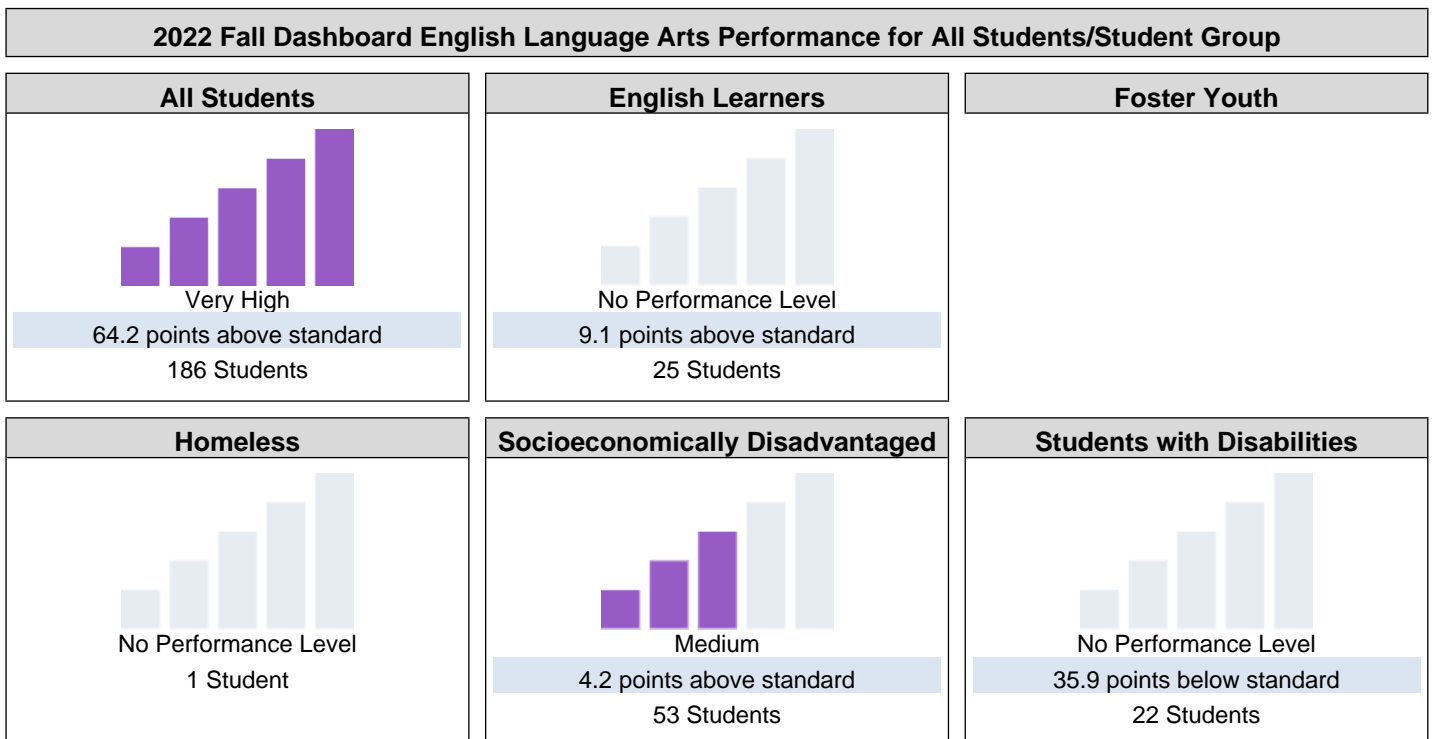 2022 Fall Dashboard English Language Arts Performance for All Students/Student Group
All Students
Very High
64.2 points above standard
186 Students
English Learners
No Performance Level
9.1 points above standard
25 Students
Foster Youth
Homeless
No Performance Level
1 Student
Socioeconomically Disadvantaged
Medium
4.2 points above standard
53 Students
Students with Disabilities
No Performance Level
35.9 points below standard
22 Students